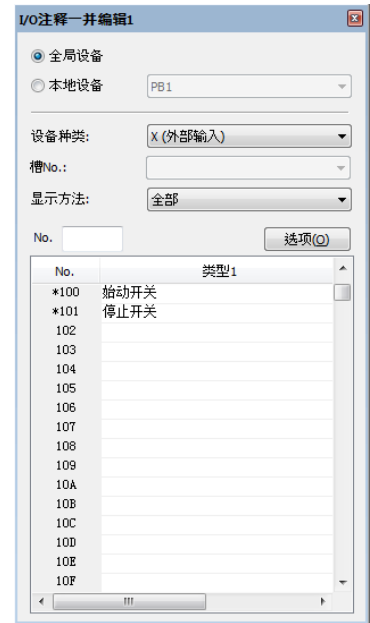 I/O注释一并编辑1
全局设备
本地设备 PB1
设备种类: X (外部输入)
槽No.:
显示方法: 全部
No. 选项(O)
No. 类型1
*100 始动开关
*101 停止开关
102
103
104
105
106
107
108
109
10A
10B
10C
10D
10E
10F